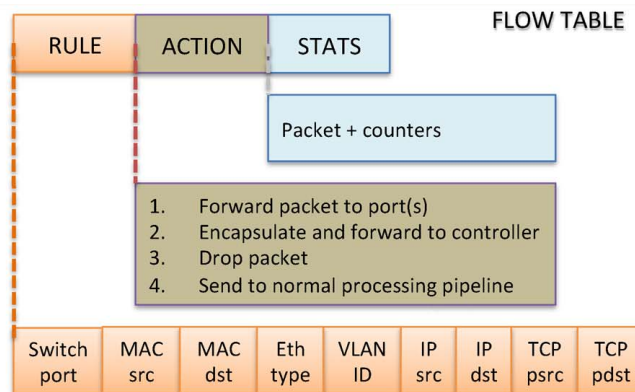 FLOW TABLE
RULE ACTION STATS
Packet + counters
1. Forward packet to port(s)
2. Encapsulate and forward to controller
3. Drop packet
4. Send to normal processing pipeline
Switch port
MAC src
MAC dst
Eth type
VLAN ID
IP src
IP dst
TCP psrc
TCP pdst